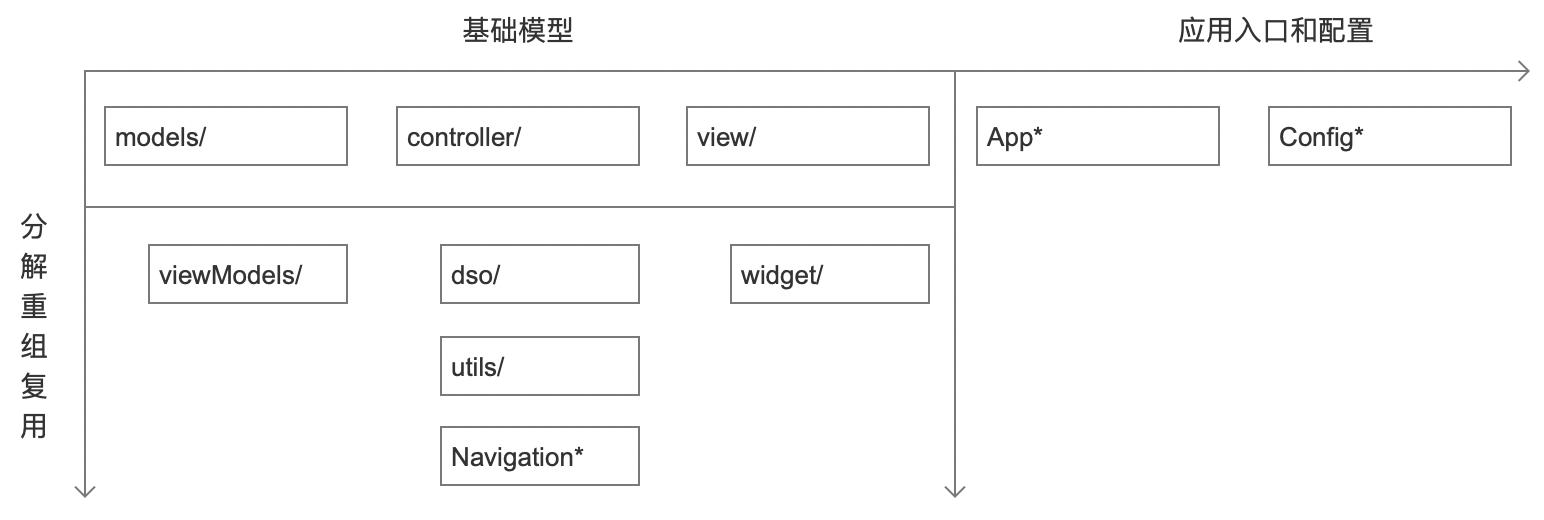 基础模型
应用入口和配置
models/
controller/
view/
App*
Config*
分解重组复用
viewModels/
dso/
widget/
utils/
Navigation*